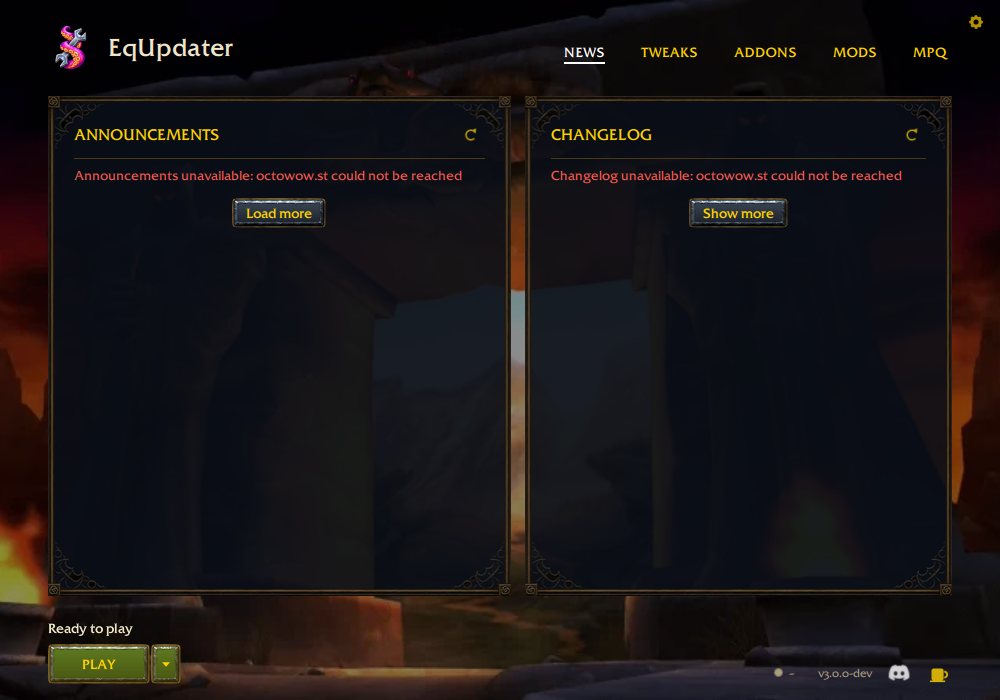 EqUpdater
NEWS TWEAKS ADDONS MODS MPQ
ANNOUNCEMENTS
Announcements unavailable: octowow.st could not be reached
Load more
CHANGELOG
Changelog unavailable: octowow.st could not be reached
Show more
Ready to play
PLAY
- v3.0.0-dev